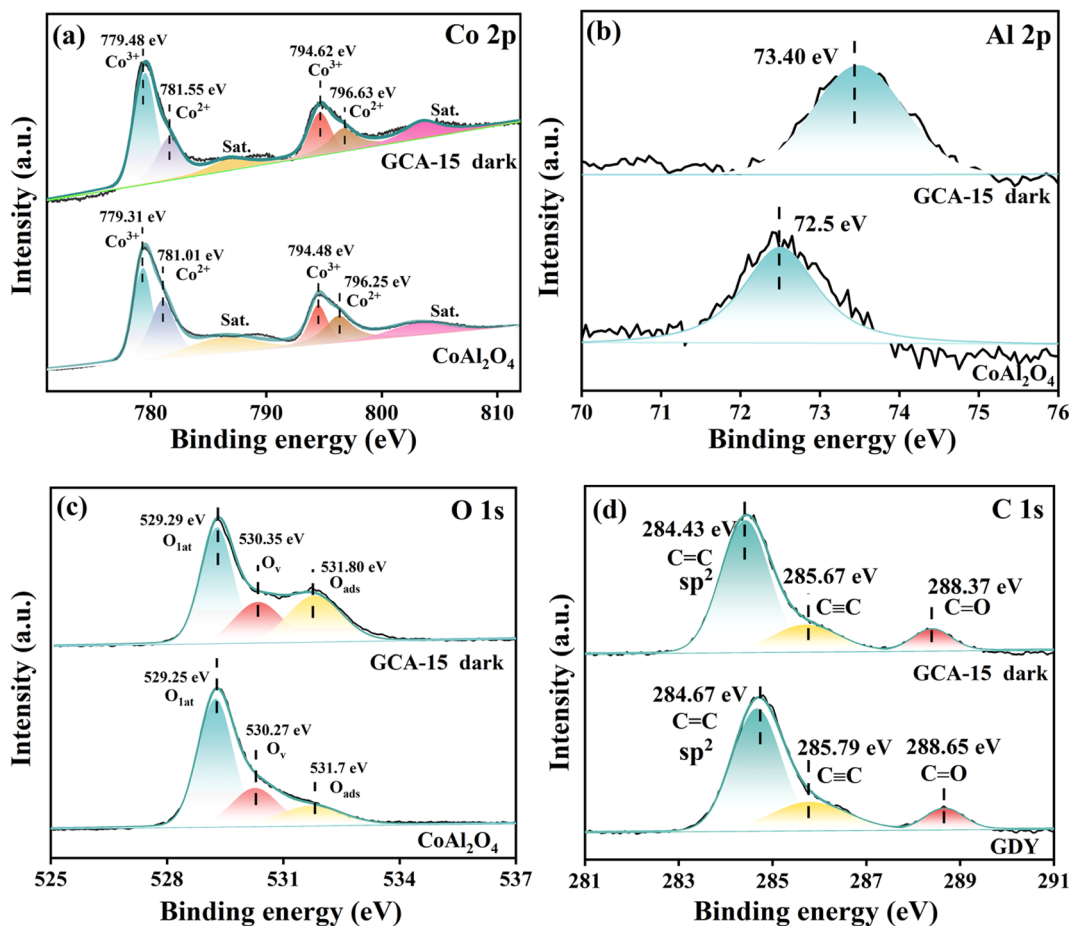 (a)
Co 2p
779.48 eV
Co3+
781.55 eV
Co2+
Sat.
794.62 eV
Co3+
796.63 eV
Co2+
Sat.
GCA-15 dark
779.31 eV
Co3+
781.01 eV
Co2+
Sat.
794.48 eV
Co3+
796.25 eV
Co2+
Sat.
CoAl2O4
Intensity (a.u.)
780 790 800 810
Binding energy (eV)
(b)
Al 2p
73.40 eV
GCA-15 dark
72.5 eV
CoAl2O4
Intensity (a.u.)
70 71 72 73 74 75 76
Binding energy (eV)
(c)
O 1s
529.29 eV
O1at
530.35 eV
Ov
531.80 eV
Oads
GCA-15 dark
529.25 eV
O1at
530.27 eV
Ov
531.7 eV
Oads
CoAl2O4
Intensity (a.u.)
525 528 531 534 537
Binding energy (eV)
(d)
C 1s
284.43 eV
C=C
sp2
285.67 eV
C≡C
288.37 eV
C=O
GCA-15 dark
284.67 eV
C=C
sp2
285.79 eV
C≡C
288.65 eV
C=O
GDY
Intensity (a.u.)
281 283 285 287 289 291
Binding energy (eV)